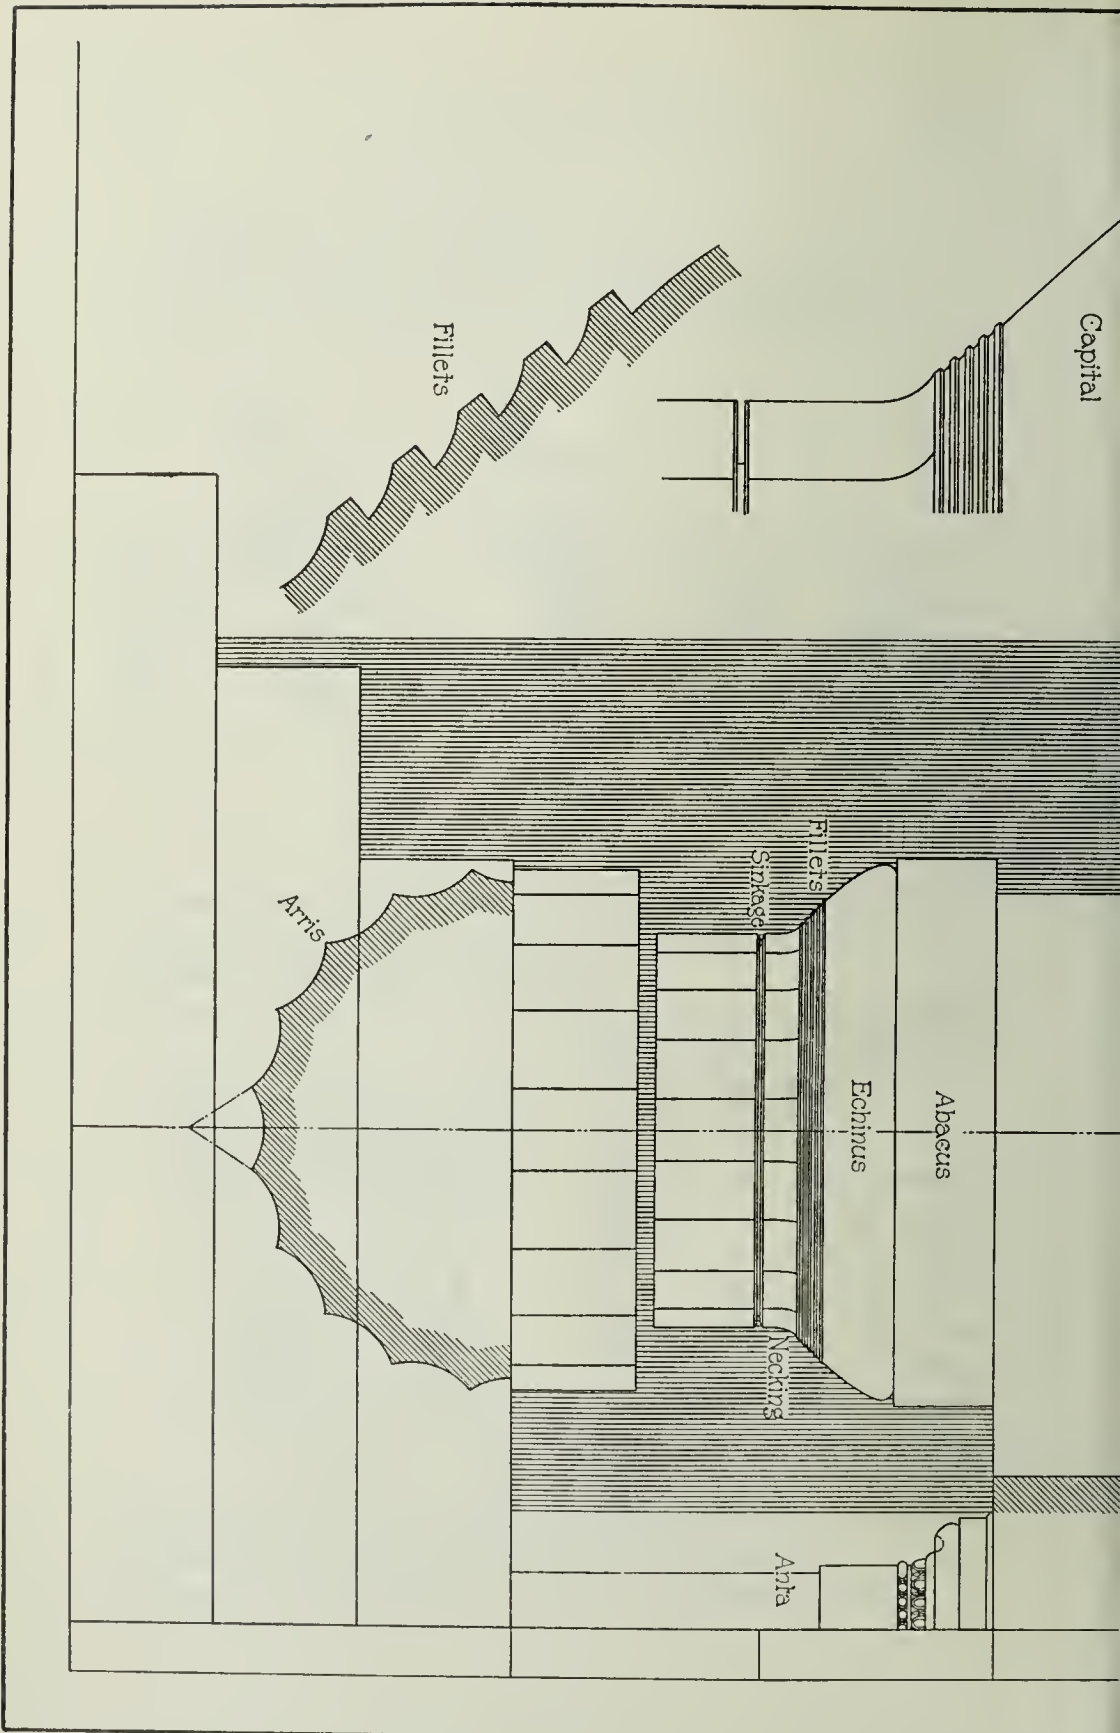 Capital
Fillets
Fillets
Sinkage
Abacus
Echinus
Necking
Arris
Anta